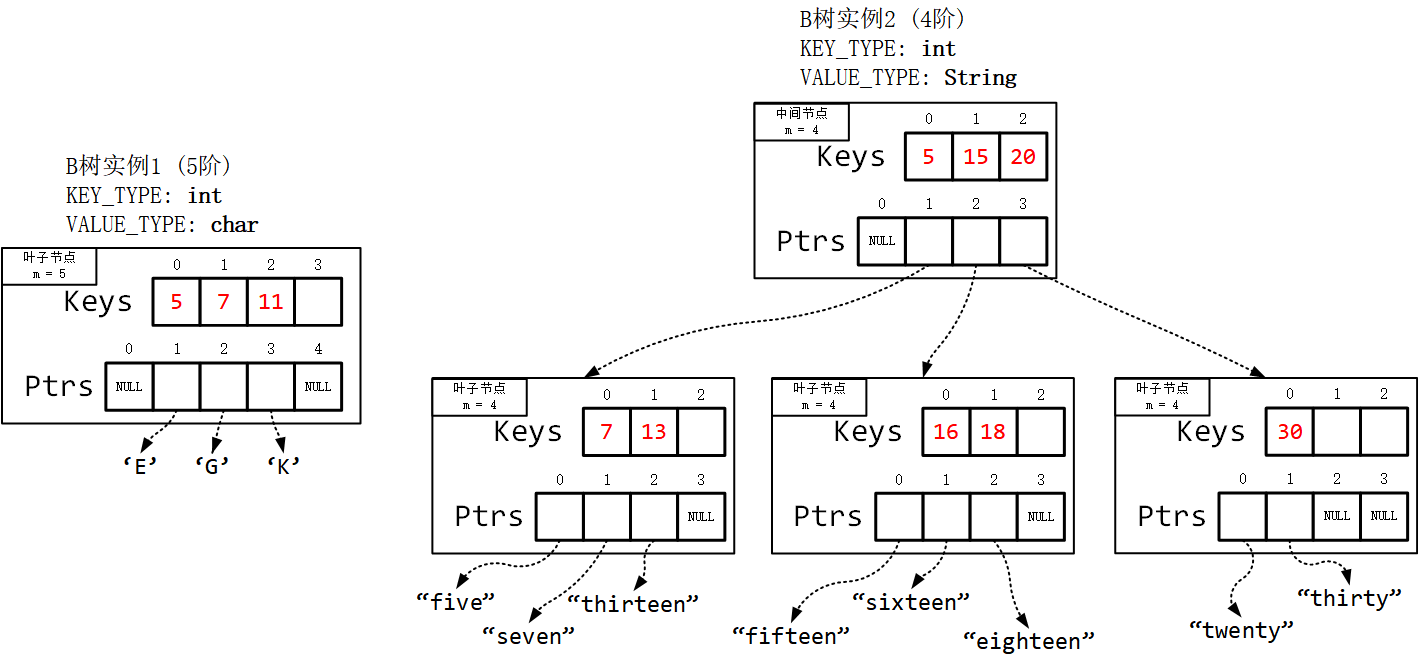 B树实例1 (5阶)
KEY_TYPE: int
VALUE_TYPE: char
叶子节点
m = 5
0 1 2 3
Keys 5 7 11
0 1 2 3 4
Ptrs NULL NULL
‘E’ ‘G’ ‘K’
B树实例2 (4阶)
KEY_TYPE: int
VALUE_TYPE: String
中间节点
m = 4
0 1 2
Keys 5 15 20
0 1 2 3
Ptrs NULL
叶子节点
m = 4
0 1 2
Keys 7 13
0 1 2 3
Ptrs NULL
“five” “thirteen”
“seven”
叶子节点
m = 4
0 1 2
Keys 16 18
0 1 2 3
Ptrs NULL
“sixteen”
“fifteen” “eighteen”
叶子节点
m = 4
0 1 2
Keys 30
0 1 2 3
Ptrs NULL NULL
“thirty”
“twenty”